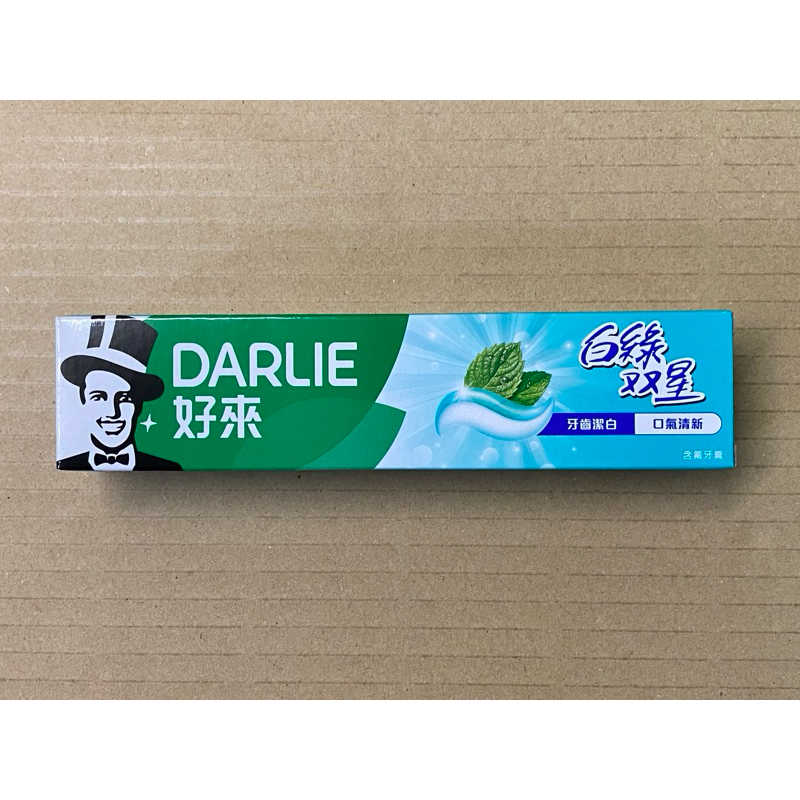 DARLIE
好來
白綠
双星
牙齒潔白 口氣清新
含氟牙膏